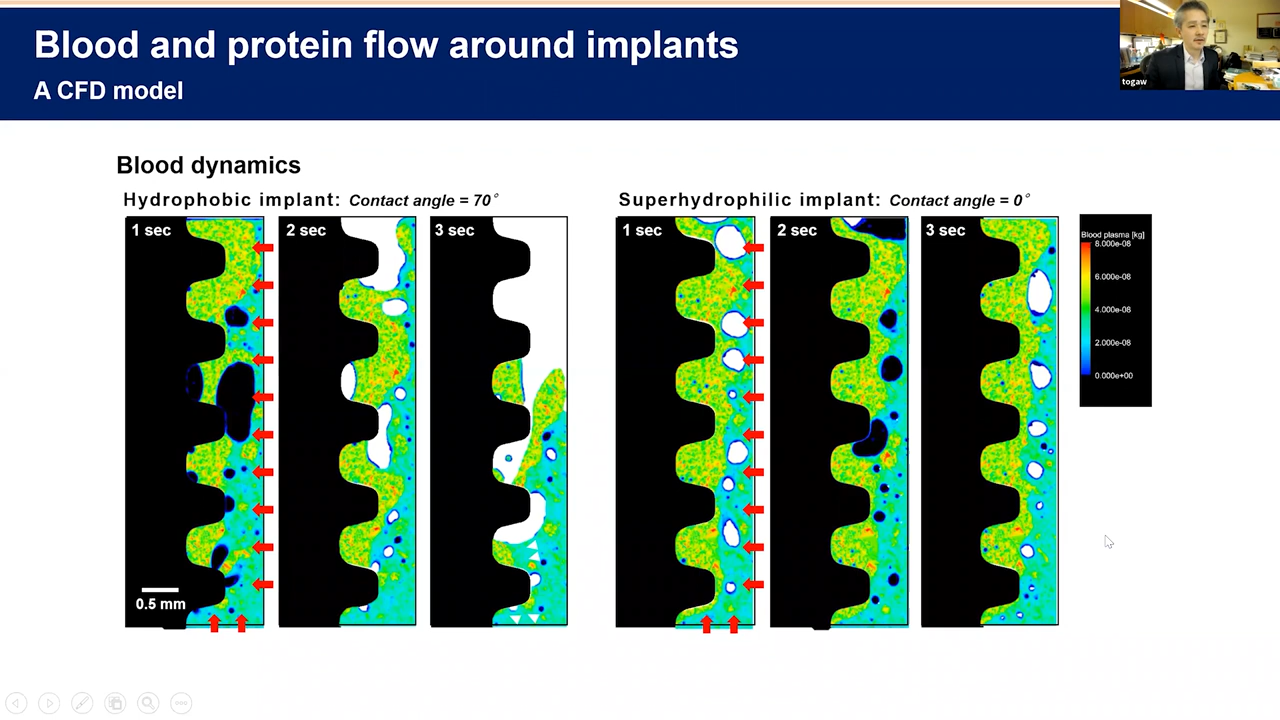 Blood and protein flow around implants
A CFD model
togaw
Blood dynamics
Hydrophobic implant: Contact angle = 70°
Superhydrophilic implant: Contact angle = 0°
1 sec
2 sec
3 sec
1 sec
2 sec
3 sec
Blood plasma [kg]
8.000e-08
6.000e-08
4.000e-08
2.000e-08
0.000e+00
0.5 mm